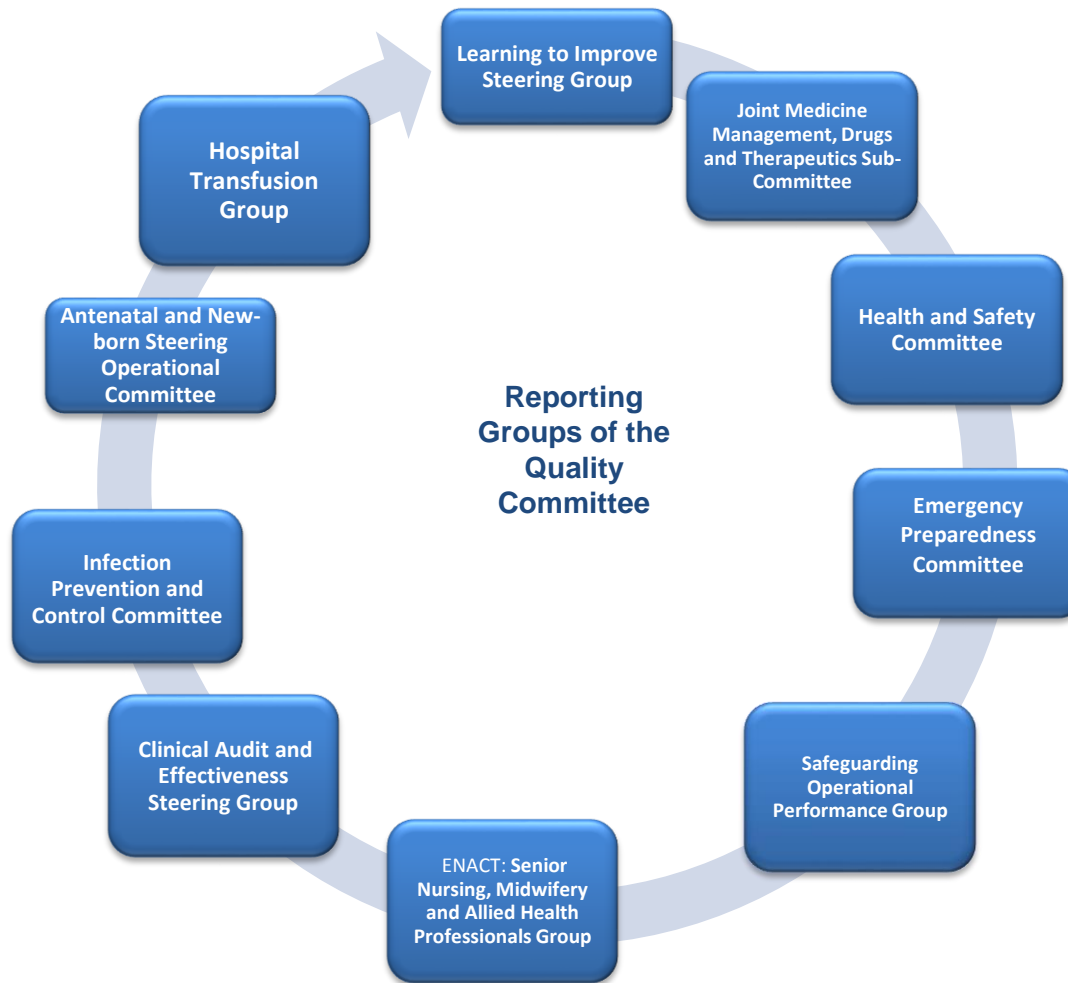 Learning to Improve
Steering Group
Joint Medicine
Management, Drugs
and Therapeutics Sub-
Committee
Health and Safety
Committee
Emergency
Preparedness
Committee
Safeguarding
Operational
Performance Group
ENACT: Senior
Nursing, Midwifery
and Allied Health
Professionals Group
Clinical Audit and
Effectiveness
Steering Group
Infection
Prevention and
Control Committee
Antenatal and New-
born Steering
Operational
Committee
Hospital
Transfusion
Group
Reporting
Groups of the
Quality
Committee